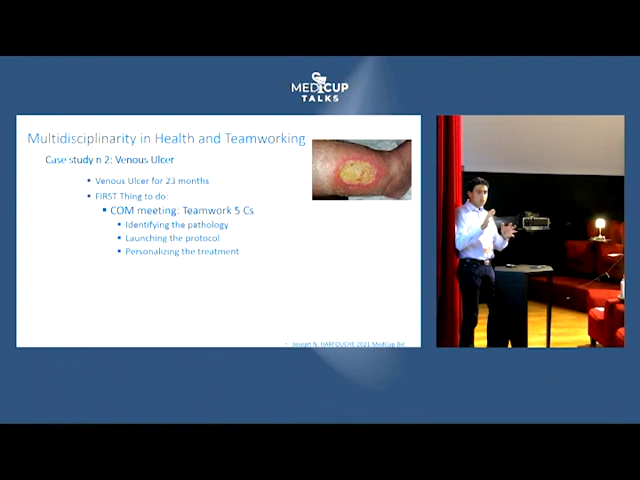 MEDCUP
TALKS
Multidisciplinarity in Health and Teamworking
Case study n 2: Venous Ulcer
Venous Ulcer for 23 months
FIRST Thing to do:
COM meeting: Teamwork 5 Cs
Identifying the pathology
Launching the protocol
Personalizing the treatment
Joseph N. HARFOUCHE 2021 MedCup Bel